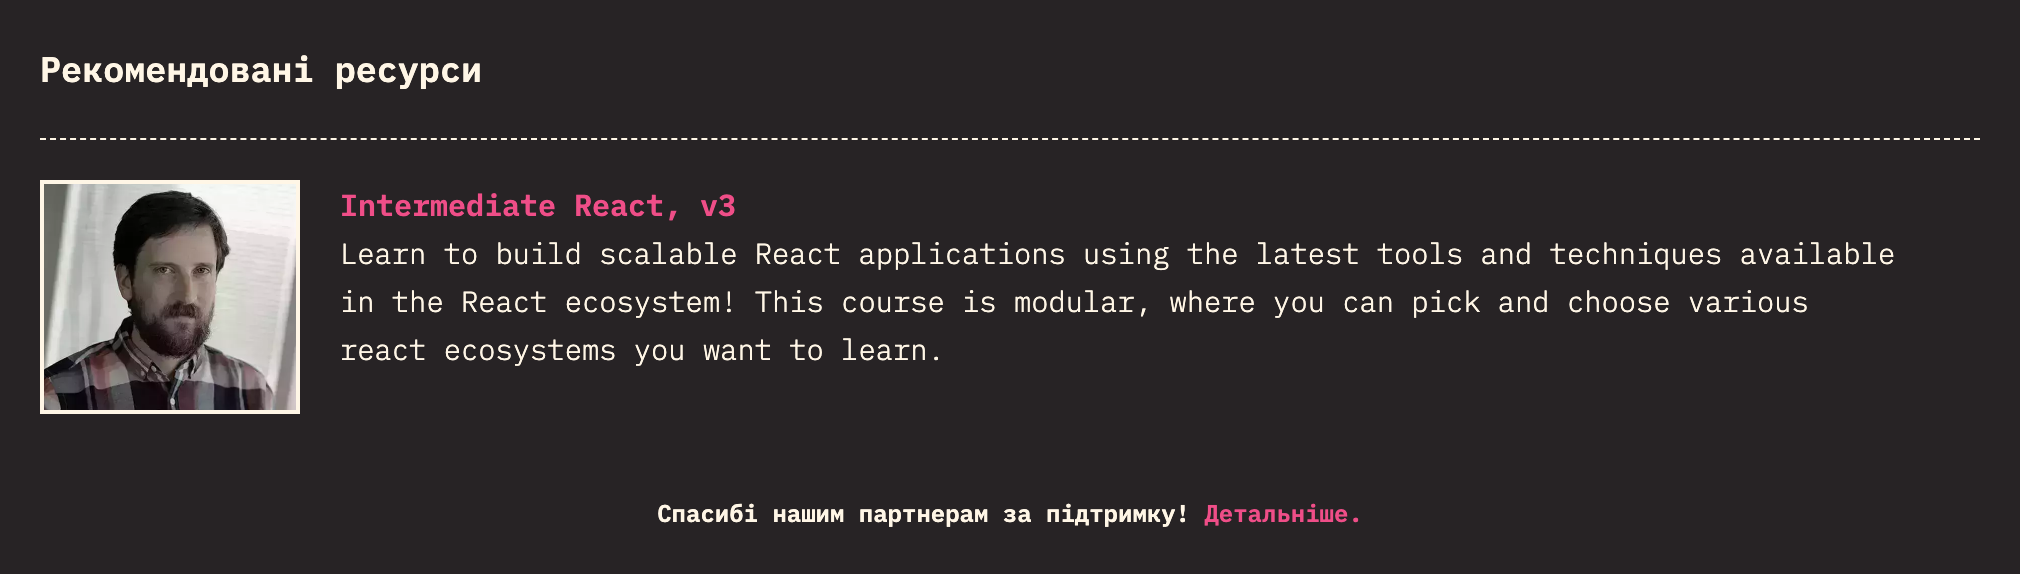 Рекомендовані ресурси
Intermediate React, v3
Learn to build scalable React applications using the latest tools and techniques available
in the React ecosystem! This course is modular, where you can pick and choose various
react ecosystems you want to learn.
Спасибі нашим партнерам за підтримку! Детальніше.